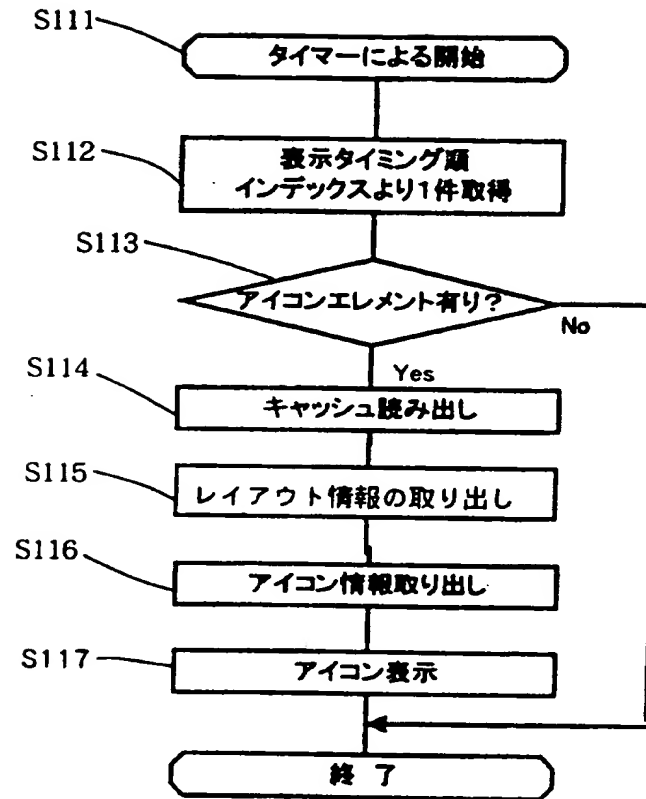 S111
タイマーによる開始
S112
表示タイミング順
インデックスより1件取得
S113
アイコンエレメント有り?
No
Yes
S114
キャッシュ読み出し
S115
レイアウト情報の取り出し
S116
アイコン情報取り出し
S117
アイコン表示
終了